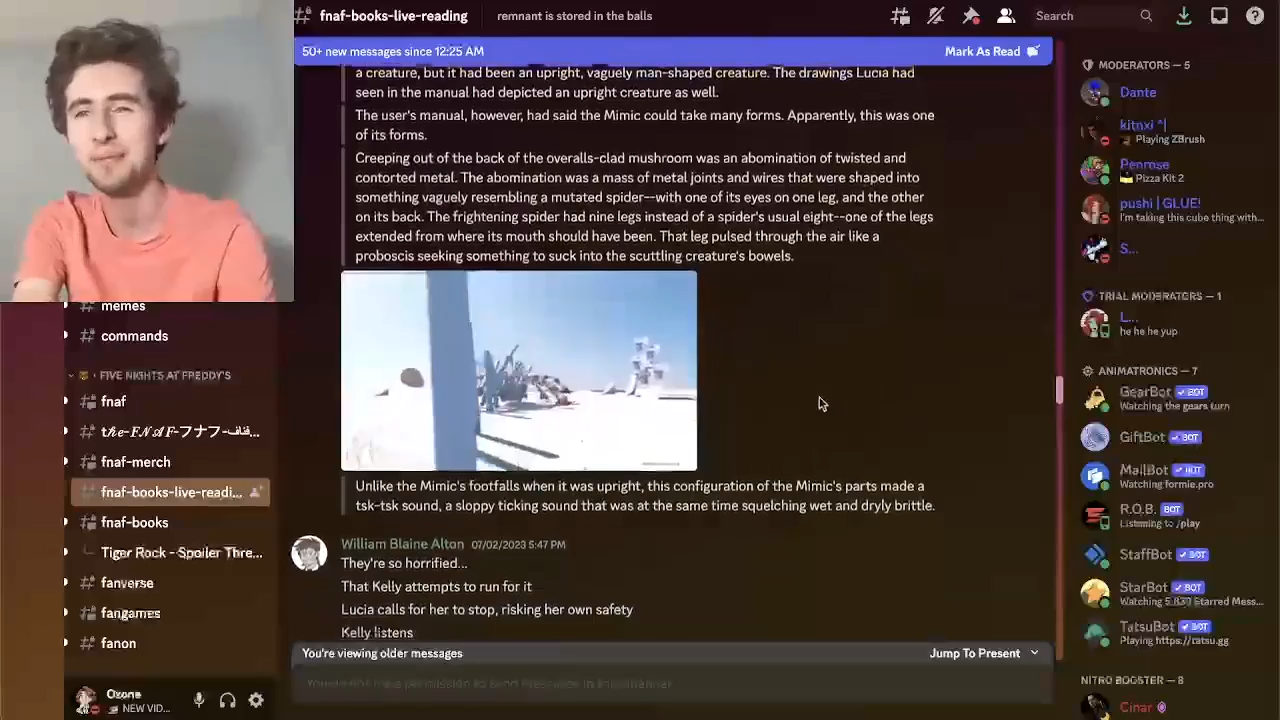 fnaf-books-live-reading
remnant is stored in the balls
Search
50+ new messages since 12:25 AM
Mark As Read
a creature, but it had been an upright, vaguely man-shaped creature. The drawings Lucia had
seen in the manual had depicted an upright creature as well.
The user's manual, however, had said the Mimic could take many forms. Apparently, this was one
of its forms.
Creeping out of the back of the overalls-clad mushroom was an abomination of twisted and
contorted metal. The abomination was a mass of metal joints and wires that were shaped into
something vaguely resembling a mutated spider--with one of its eyes on one leg, and the other
on its back. The frightening spider had nine legs instead of a spider's usual eight--one of the legs
extended from where its mouth should have been. That leg pulsed through the air like a
proboscis seeking something to suck into the scuttling creature's bowels.
Unlike the Mimic's footfalls when it was upright, this configuration of the Mimic's parts made a
tsk-tsk sound, a sloppy ticking sound that was at the same time squelching wet and dryly brittle.
William Blaine Alton 07/02/2023 5:47 PM
They're so horrified...
That Kelly attempts to run for it
Lucia calls for her to stop, risking her own safety
Kelly listens
You're viewing older messages
Jump To Present
memes
commands
FIVE NIGHTS AT FREDDY'S
fnaf
fnaf-merch
fnaf-books-live-readi...
fnaf-books
Tiger Rock - Spoiler Thre...
fanverse
fangames
fanon
Ozone
NEW VID...
MODERATORS — 5
Dante
kitnxi ^|
Playing ZBrush
Penrose
Pizza Kit 2
pushi | GLUE!
I'm taking this cube thing with...
S...
TRIAL MODERATORS — 1
L...
he he he yup
ANIMATRONICS — 7
GearBot BOT
Watching the gears turn
GiftBot BOT
MailBot BOT
Watching formie.pro
R.O.B. BOT
Listening to /play
StaffBot BOT
StarBot BOT
Starred Mess...
TatsuBot BOT
Playing https://tatsu.gg
NITRO BOOSTER — 8
Cinar